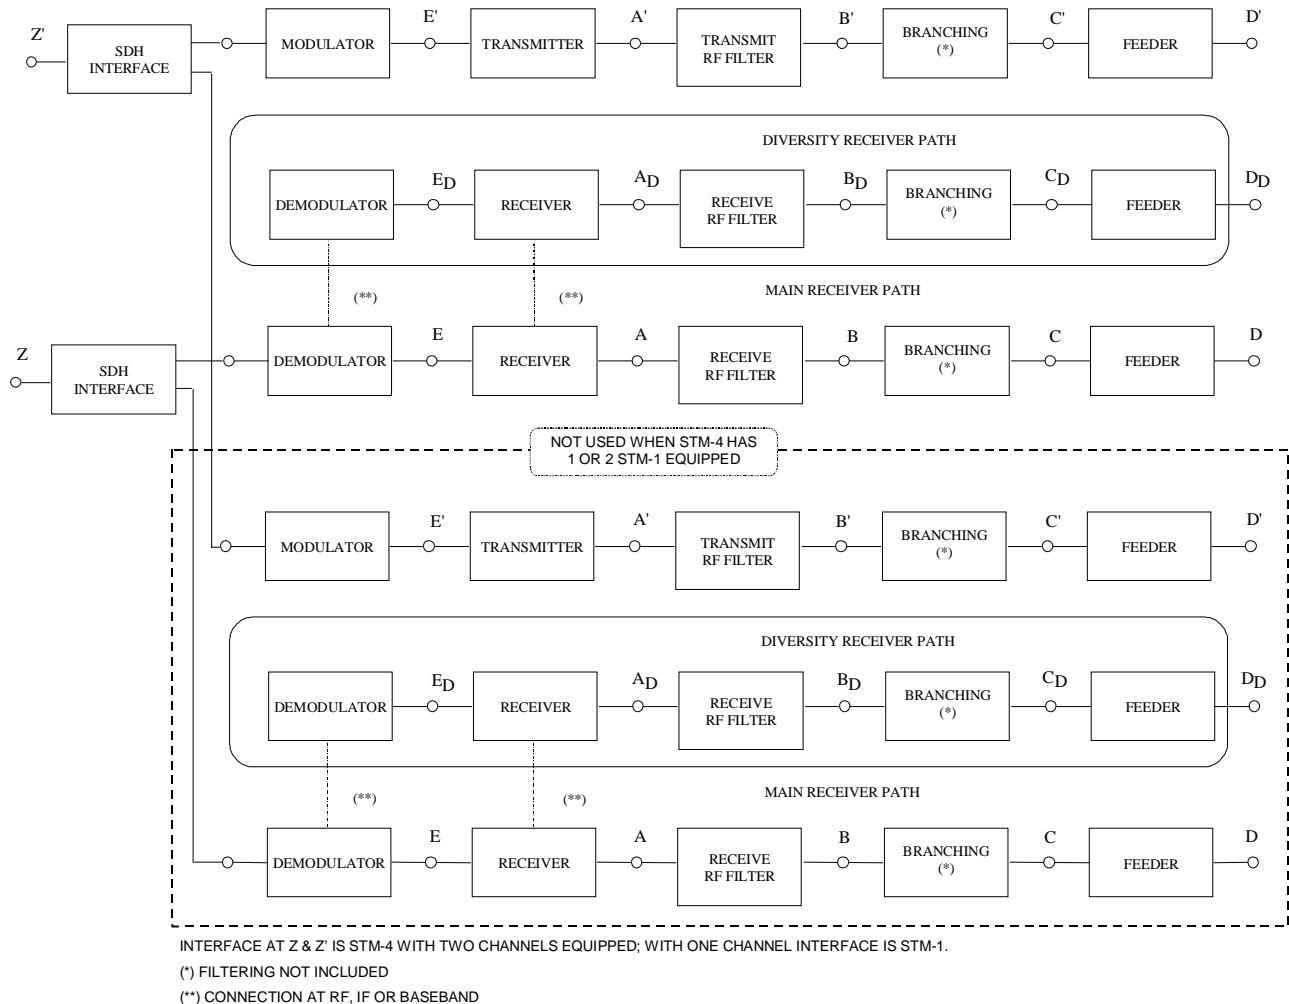 Z'
SDH
INTERFACE
MODULATOR
E'
TRANSMITTER
A'
TRANSMIT
RF FILTER
B'
BRANCHING
(*)
C'
FEEDER
D'
DIVERSITY RECEIVER PATH
DEMODULATOR
ED
RECEIVER
AD
RECEIVE
RF FILTER
BD
BRANCHING
(*)
CD
FEEDER
DD
(**)
(**)
MAIN RECEIVER PATH
Z
SDH
INTERFACE
DEMODULATOR
E
RECEIVER
A
RECEIVE
RF FILTER
B
BRANCHING
(*)
C
FEEDER
D
NOT USED WHEN STM-4 HAS
1 OR 2 STM-1 EQUIPPED
MODULATOR
E'
TRANSMITTER
A'
TRANSMIT
RF FILTER
B'
BRANCHING
(*)
C'
FEEDER
D'
DIVERSITY RECEIVER PATH
DEMODULATOR
ED
RECEIVER
AD
RECEIVE
RF FILTER
BD
BRANCHING
(*)
CD
FEEDER
DD
(**)
(**)
MAIN RECEIVER PATH
DEMODULATOR
E
RECEIVER
A
RECEIVE
RF FILTER
B
BRANCHING
(*)
C
FEEDER
D
INTERFACE AT Z & Z' IS STM-4 WITH TWO CHANNELS EQUIPPED; WITH ONE CHANNEL INTERFACE IS STM-1.
(*) FILTERING NOT INCLUDED
(**) CONNECTION AT RF, IF OR BASEBAND